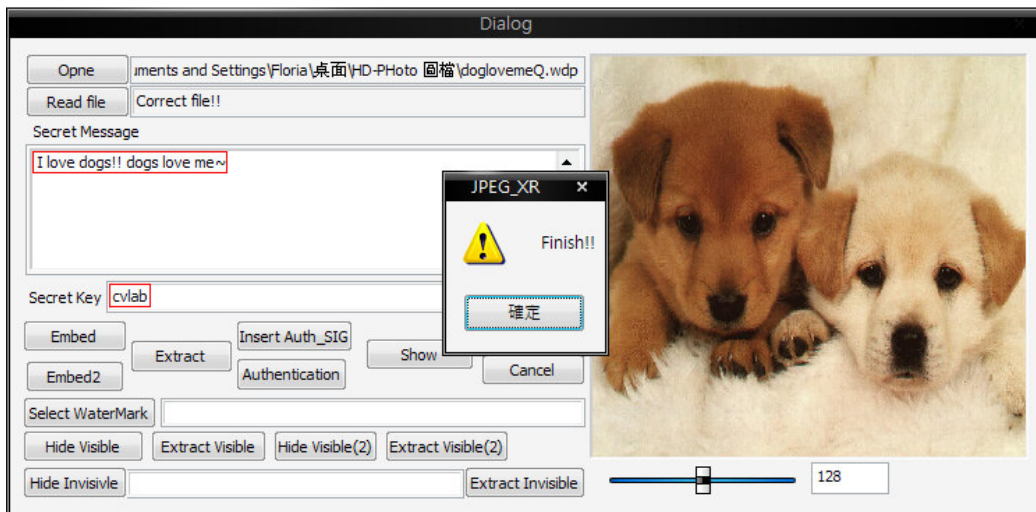 Dialog
Opne
uments and Settings\Floria\桌面\HD-PHoto 圖檔\doglovemeQ.wdp
Read file
Correct file!!
Secret Message
I love dogs!! dogs love me~
JPEG_XR
Finish!!
確定
Secret Key
cvlab
Embed
Extract
Insert Auth_SIG
Show
Embed2
Authentication
Cancel
Select WaterMark
Hide Visible
Extract Visible
Hide Visible(2)
Extract Visible(2)
Hide Invisivle
Extract Invisible
128